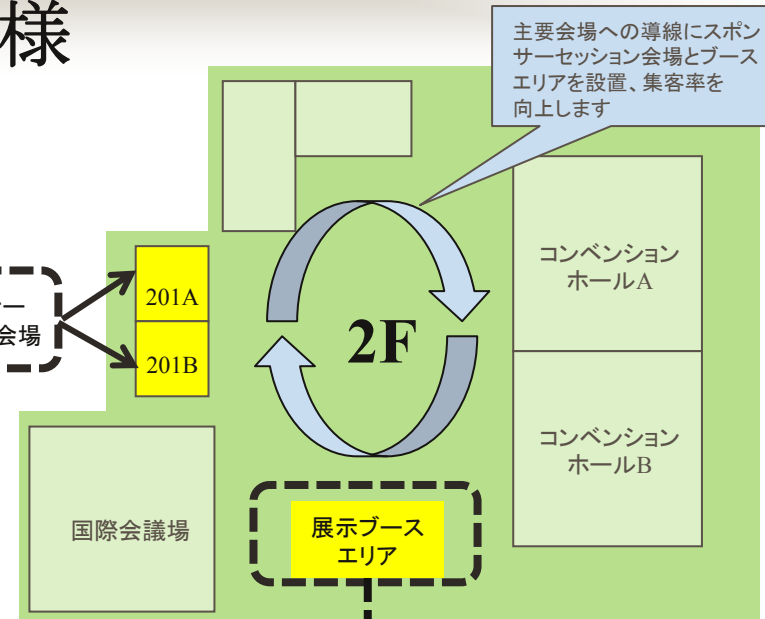 様
主要会場への導線にスポン
サーセッション会場とブース
エリアを設置、集客率を
向上します
コンベンション
ホールA
201A
ー
会場
2F
201B
コンベンション
ホールB
国際会議場
展示ブース
エリア